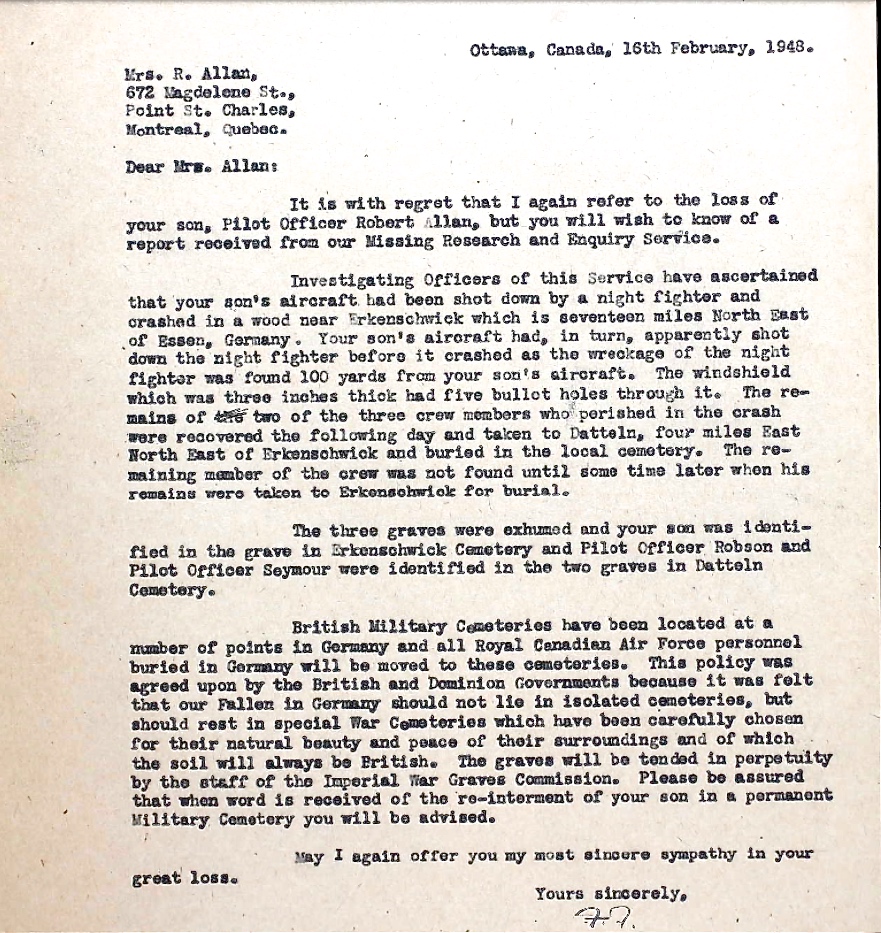 Ottawa, Canada, 16th February, 1948.
Mrs. R. Allan,
672 Magdelene St.,
Point St. Charles,
Montreal, Quebec.
Dear Mrs. Allan:
It is with regret that I again refer to the loss of
your son, Pilot Officer Robert Allan, but you will wish to know of a
report received from our Missing Research and Enquiry Service.
Investigating Officers of this Service have ascertained
that your son's aircraft had been shot down by a night fighter and
crashed in a wood near Erkenschwick which is seventeen miles North East
of Essen, Germany. Your son's aircraft had, in turn, apparently shot
down the night fighter before it crashed as the wreckage of the night
fighter was found 100 yards from your son's aircraft. The windshield
which was three inches thick had five bullet holes through it. The re-
mains of the two of the three crew members who perished in the crash
were recovered the following day and taken to Datteln, four miles East
North East of Erkenschwick and buried in the local cemetery. The re-
maining member of the crew was not found until some time later when his
remains were taken to Erkenschwick for burial.
The three graves were exhumed and your son was identi-
fied in the grave in Erkenschwick Cemetery and Pilot Officer Robson and
Pilot Officer Seymour were identified in the two graves in Datteln
Cemetery.
British Military Cemeteries have been located at a
number of points in Germany and all Royal Canadian Air Force personnel
buried in Germany will be moved to these cemeteries. This policy was
agreed upon by the British and Dominion Governments because it was felt
that our Fallen in Germany should not lie in isolated cemeteries, but
should rest in special War Cemeteries which have been carefully chosen
for their natural beauty and peace of their surroundings and of which
the soil will always be British. The graves will be tended in perpetuity
by the staff of the Imperial War Graves Commission. Please be assured
that when word is received of the re-interment of your son in a permanent
Military Cemetery you will be advised.
May I again offer you my most sincere sympathy in your
great loss.
Yours sincerely,